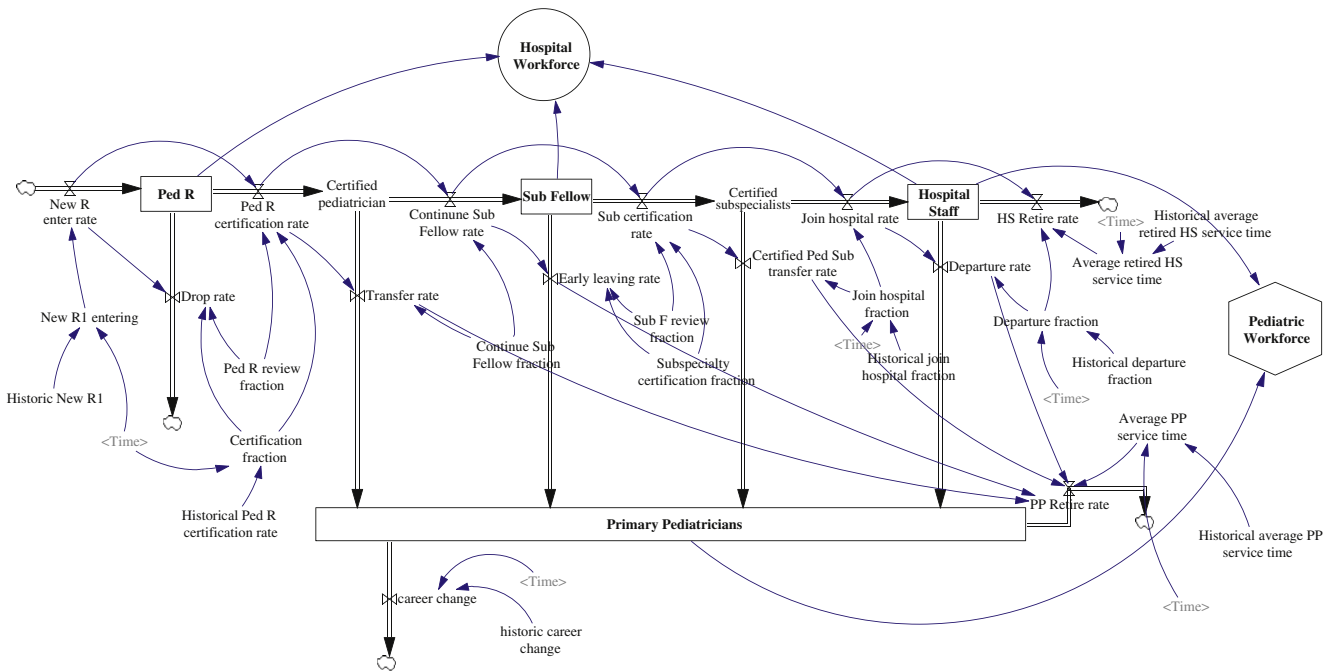 Hospital
Workforce
Ped R
Certified
pediatrician
Sub Fellow
Certified
subspecialists
Hospital
Staff
New R
enter rate
Ped R
certification rate
Continune Sub
Fellow rate
Sub certification
rate
Join hospital rate
HS Retire rate
<Time>
Historical average
retired HS service time
Average retired HS
service time
Drop rate
Transfer rate
Early leaving rate
Certified Ped Sub
transfer rate
Departure rate
New R1 entering
Join hospital
fraction
Sub F review
fraction
Departure fraction
Pediatric
Workforce
Ped R review
fraction
Continue Sub
Fellow fraction
Subspecialty
certification fraction
<Time>
Historical join
hospital fraction
Historical departure
fraction
Historic New R1
<Time>
<Time>
Certification
fraction
Average PP
service time
Historical Ped R
certification rate
PP Retire rate
Primary Pediatricians
Historical average PP
service time
<Time>
career change
<Time>
historic career
change